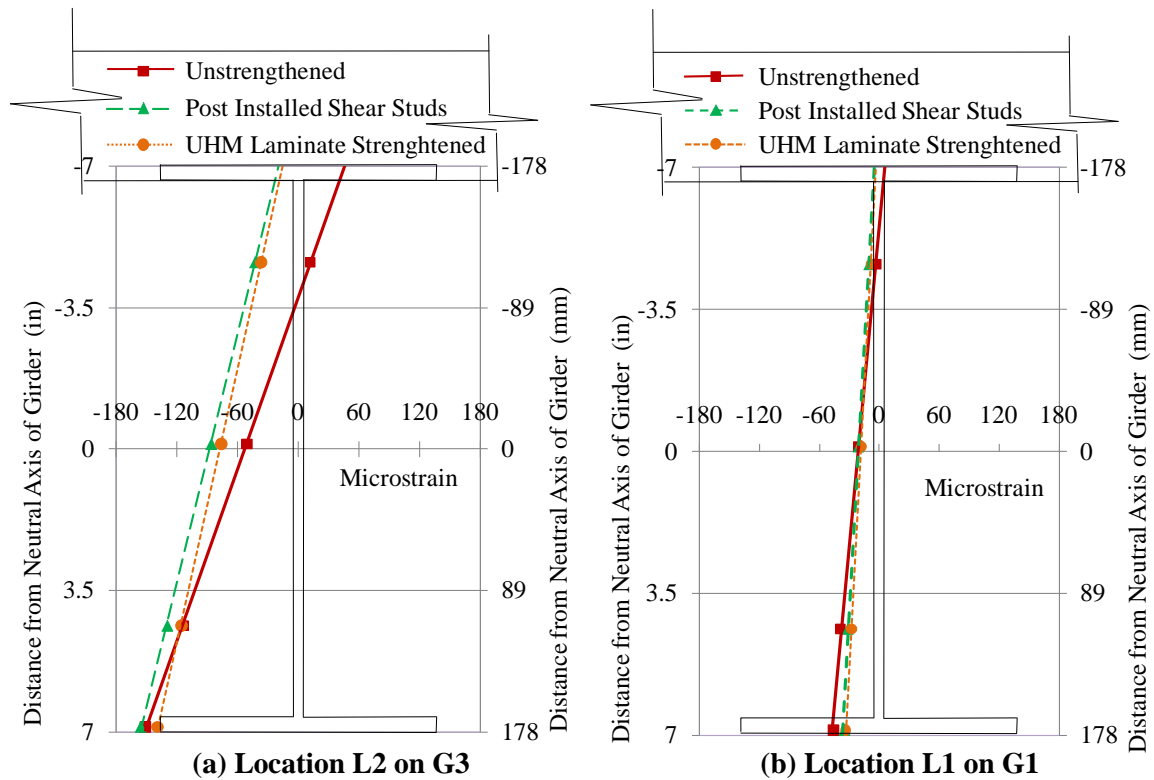 Unstrengthened
Post Installed Shear Studs
UHM Laminate Strenghtened
-7
-3.5
0
3.5
7
-178
-89
0
89
178
-180 -120 -60 0 60 120 180
Microstrain
Distance from Neutral Axis of Girder (in)
Distance from Neutral Axis of Girder (mm)
(a) Location L2 on G3
Unstrengthened
Post Installed Shear Studs
UHM Laminate Strenghtened
-7
-3.5
0
3.5
7
-178
-89
0
89
178
-180 -120 -60 0 60 120 180
Microstrain
Distance from Neutral Axis of Girder (in)
Distance from Neutral Axis of Girder (mm)
(b) Location L1 on G1